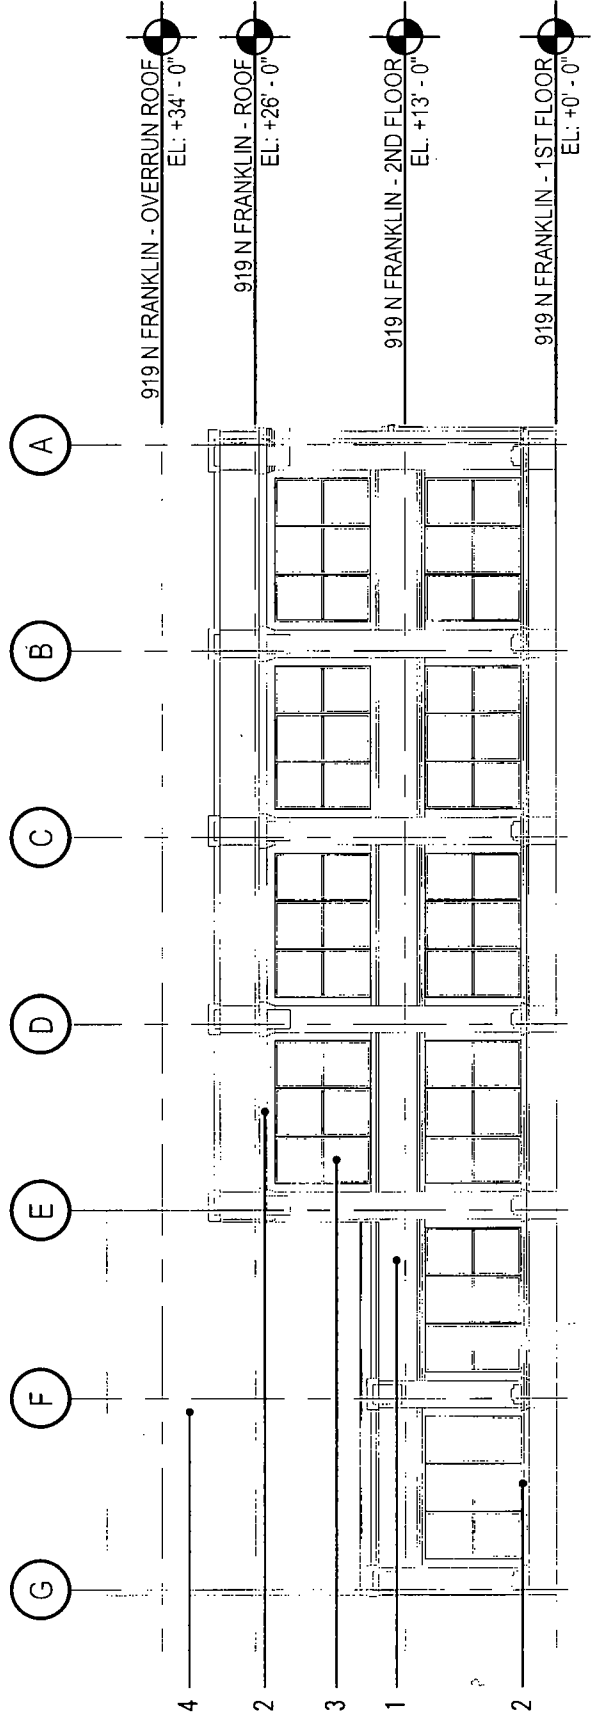 G
F
E
D
C
B
A
4
2
3
1
2
919 N FRANKLIN - OVERRUN ROOF
EL: +34' - 0"
919 N FRANKLIN - ROOF
EL: +26' - 0"
919 N FRANKLIN - 2ND FLOOR
EL: +13' - 0"
919 N FRANKLIN - 1ST FLOOR
EL: +0' - 0"